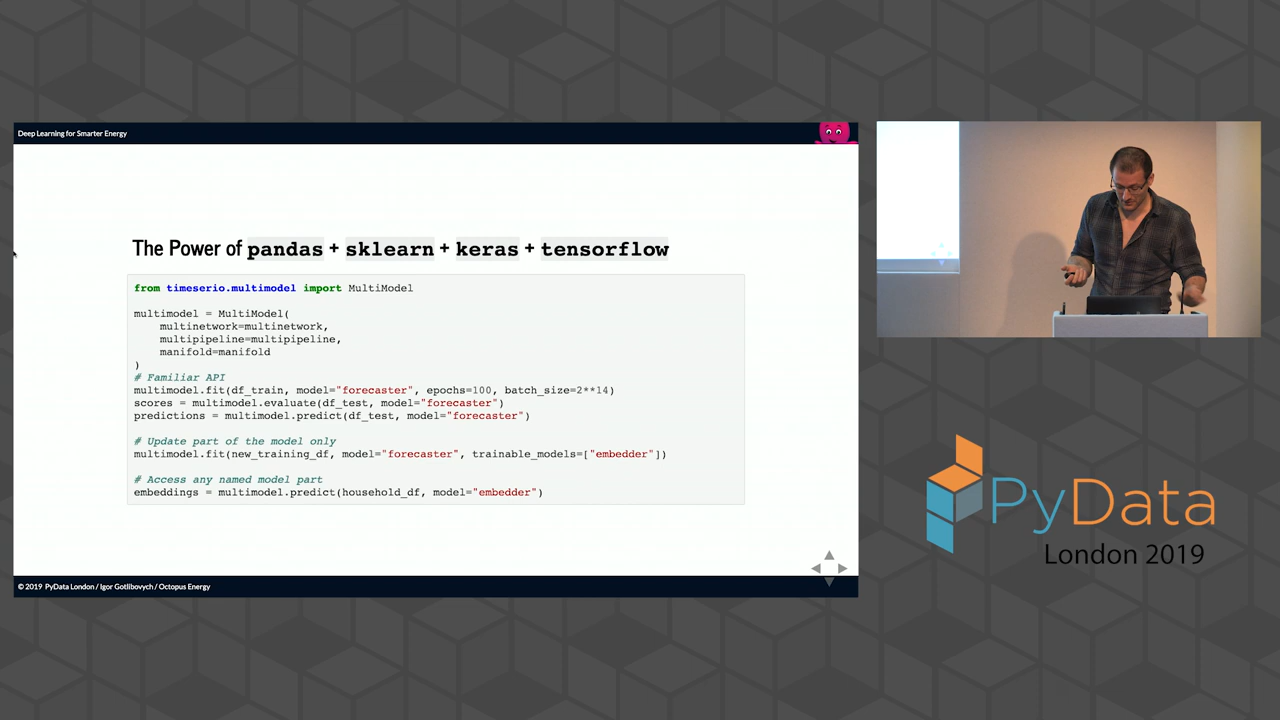 Deep Learning for Smarter Energy
The Power of pandas + sklearn + keras + tensorflow
from timeserio.multimodel import MultiModel
multimodel = MultiModel(
    multinetwork=multinetwork,
    multipipeline=multipipeline,
    manifold=manifold
)
# Familiar API
multimodel.fit(df_train, model="forecaster", epochs=100, batch_size=2**14)
scores = multimodel.evaluate(df_test, model="forecaster")
predictions = multimodel.predict(df_test, model="forecaster")
# Update part of the model only
multimodel.fit(new_training_df, model="forecaster", trainable_models=["embedder"])
# Access any named model part
embeddings = multimodel.predict(household_df, model="embedder")
© 2019 PyData London / Igor Gotlibovych / Octopus Energy
PyData
London 2019